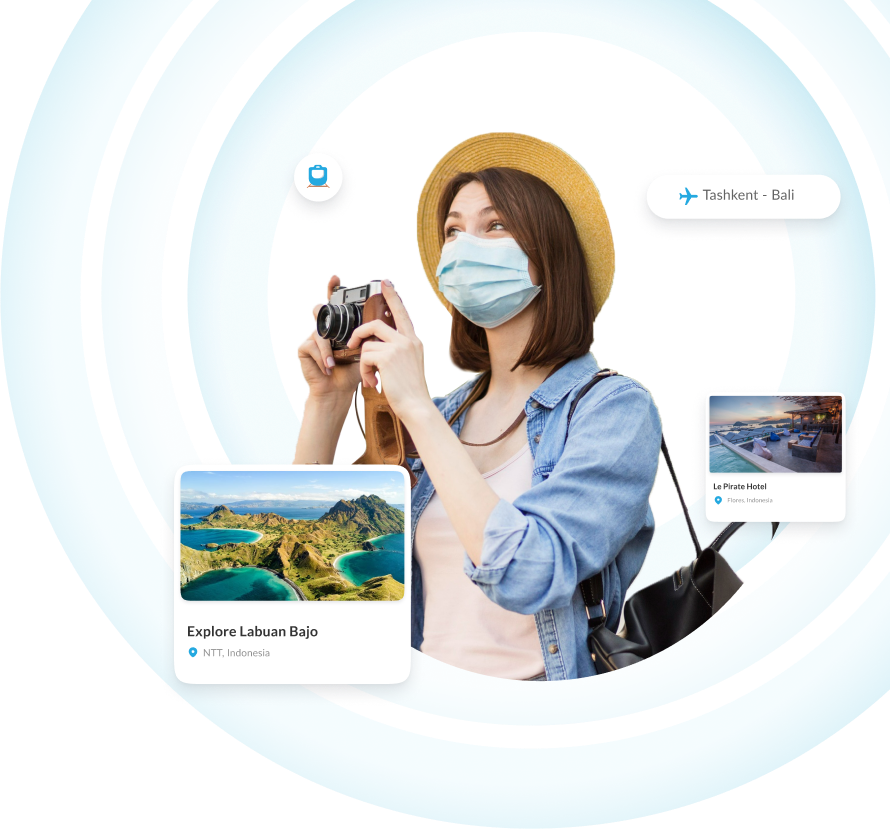 Tashkent - Bali
Le Pirate Hotel
Flores, Indonesia
Explore Labuan Bajo
NTT, Indonesia